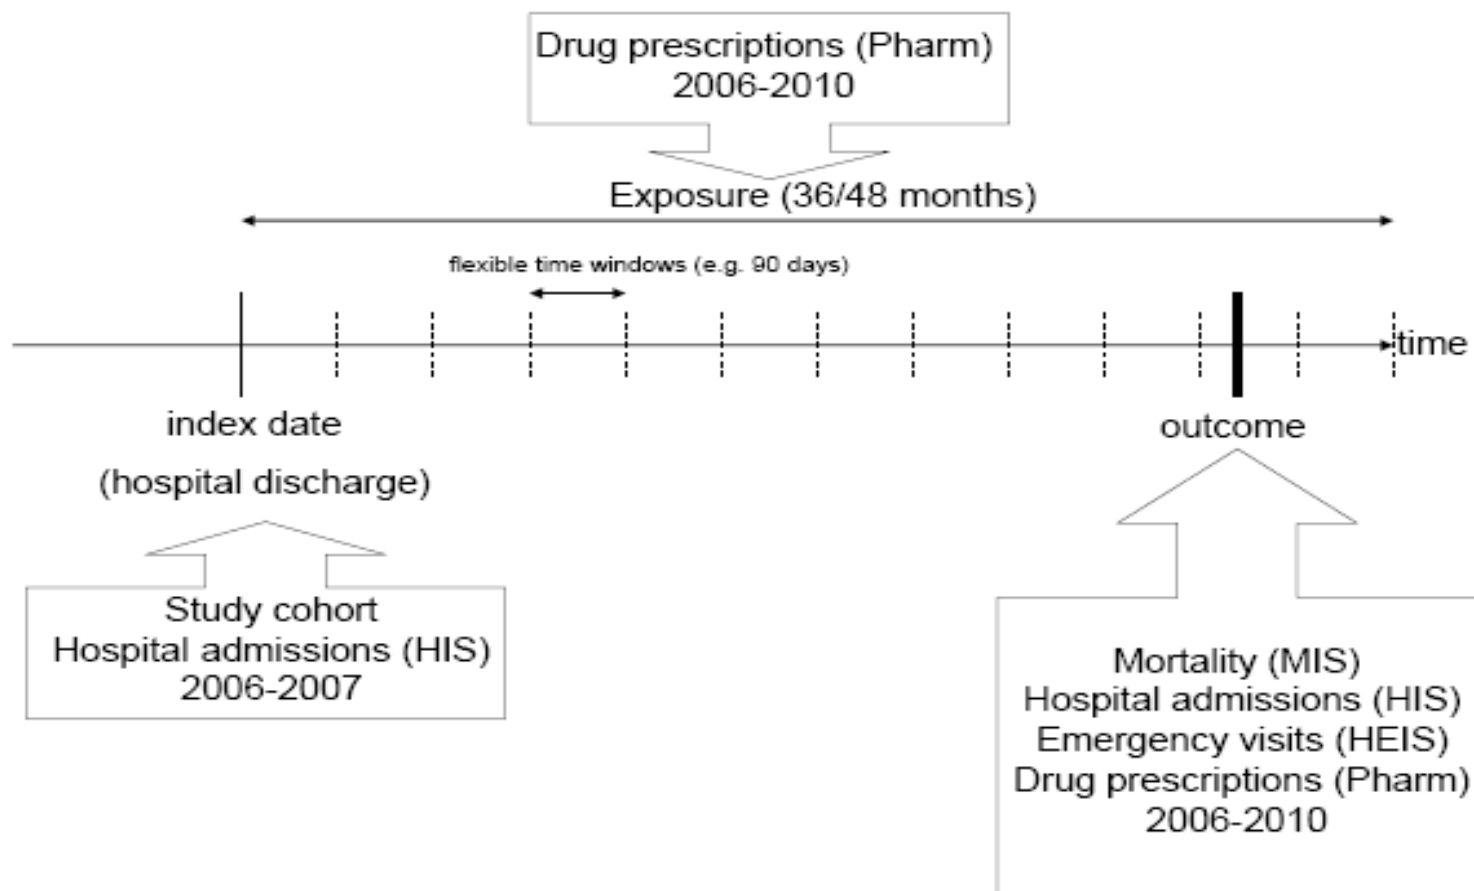 Drug prescriptions (Pharm)
2006-2010
Exposure (36/48 months)
flexible time windows (e.g. 90 days)
time
index date
(hospital discharge)
outcome
Study cohort
Hospital admissions (HIS)
2006-2007
Mortality (MIS)
Hospital admissions (HIS)
Emergency visits (HEIS)
Drug prescriptions (Pharm)
2006-2010